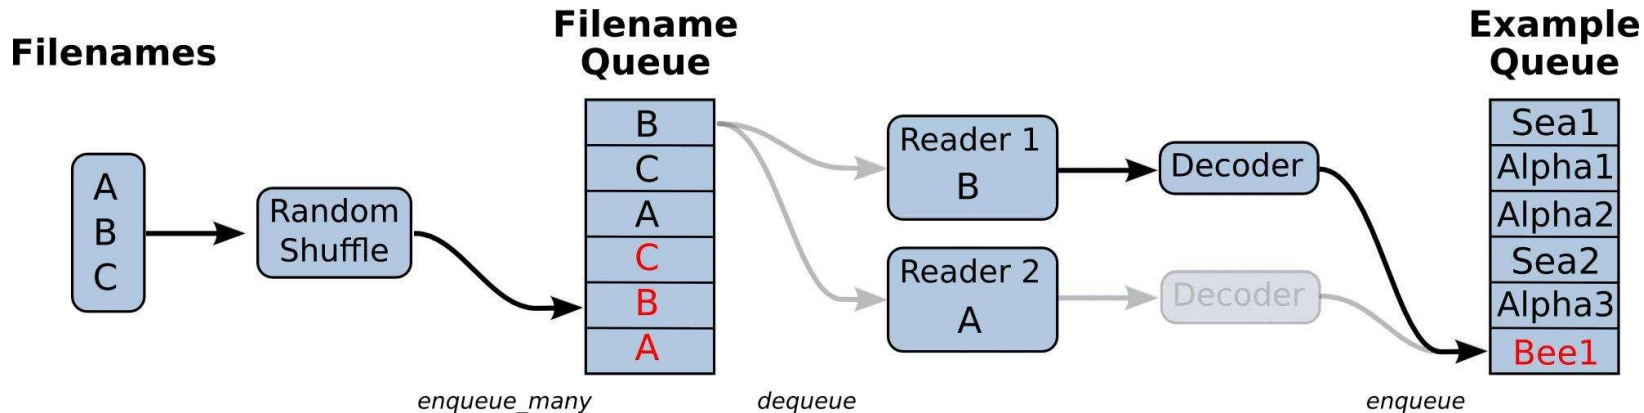 Filenames
A
B
C
Random
Shuffle
enqueue_many
Filename
Queue
B
C
A
C
B
A
dequeue
Reader 1
B
Reader 2
A
Decoder
Decoder
enqueue
Example
Queue
Sea1
Alpha1
Alpha2
Sea2
Alpha3
Bee1